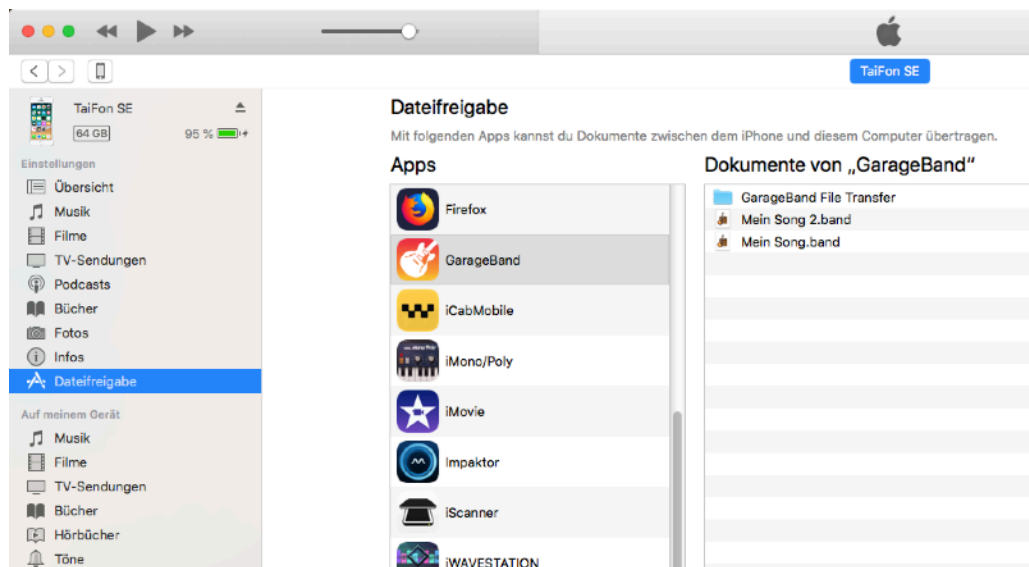 TaiFon SE
TaiFon SE
64 GB
95 %
Einstellungen
Übersicht
Musik
Filme
TV-Sendungen
Podcasts
Bücher
Fotos
Infos
Dateifreigabe
Auf meinem Gerät
Musik
Filme
TV-Sendungen
Bücher
Hörbücher
Töne
Dateifreigabe
Mit folgenden Apps kannst du Dokumente zwischen dem iPhone und diesem Computer übertragen.
Apps
Firefox
GarageBand
iCabMobile
iMono/Poly
iMovie
Impaktor
iScanner
iWAVESTATION
Dokumente von „GarageBand“
GarageBand File Transfer
Mein Song 2.band
Mein Song.band